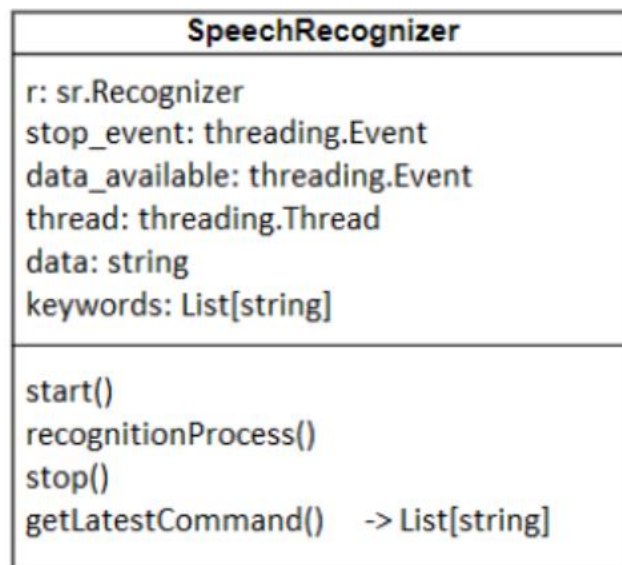 SpeechRecognizer
r: sr.Recognizer
stop_event: threading.Event
data_available: threading.Event
thread: threading.Thread
data: string
keywords: List[string]
start()
recognitionProcess()
stop()
getLatestCommand() -> List[string]